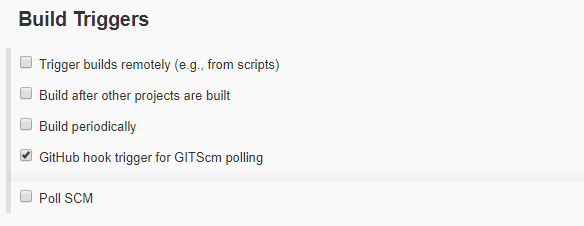 Build Triggers
Trigger builds remotely (e.g., from scripts)
Build after other projects are built
Build periodically
GitHub hook trigger for GITScm polling
Poll SCM